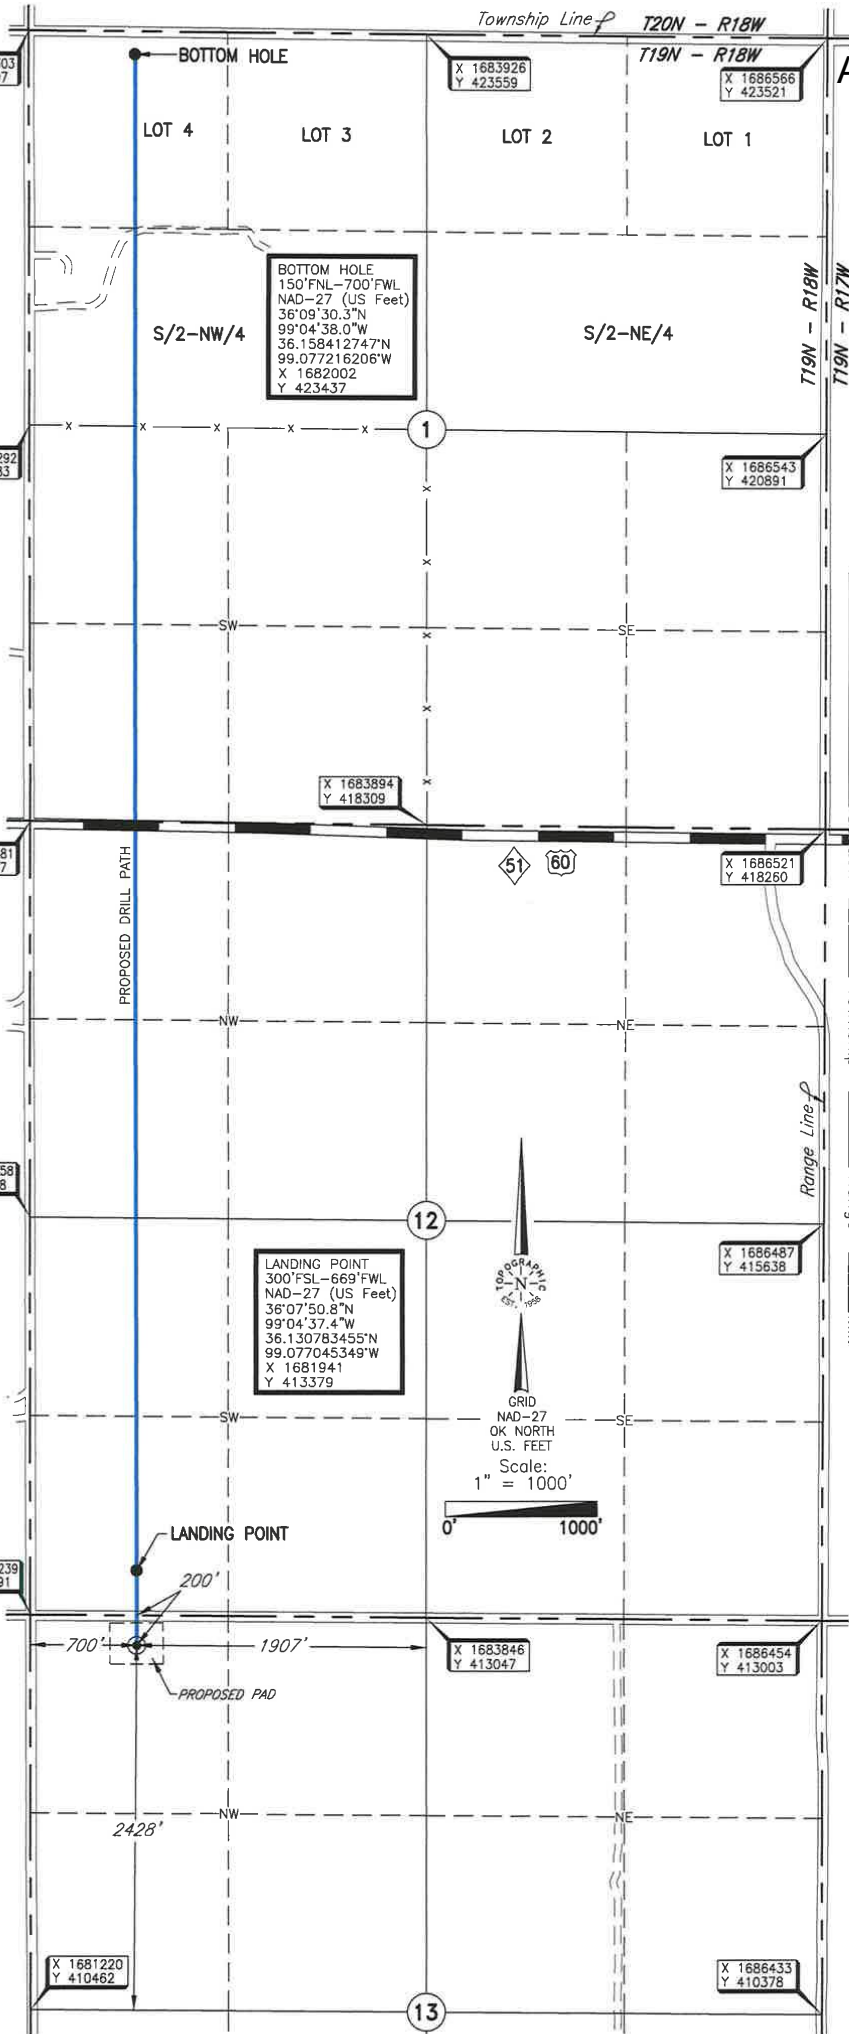 Township Line
T20N - R18W
T19N - R18W
BOTTOM HOLE
X 1683926
Y 423559
X 1686566
Y 423521
A
LOT 4
LOT 3
LOT 2
LOT 1
BOTTOM HOLE
150'FNL-700'FWL
NAD-27 (US Feet)
36°09'30.3"N
99°04'38.0"W
36.158412747°N
99.077216206°W
X 1682002
Y 423437
S/2-NW/4
S/2-NE/4
T19N - R18W
T19N - R17W
1
X 1686543
Y 420891
SW
SE
X 1683894
Y 418309
51
60
X 1686521
Y 418260
PROPOSED DRILL PATH
NW
NE
Range Line
12
X 1686487
Y 415638
LANDING POINT
300'FSL-669'FWL
NAD-27 (US Feet)
36°07'50.8"N
99°04'37.4"W
36.130783455°N
99.077045349°W
X 1681941
Y 413379
TOPOGRAPHIC
N
EST. 1958
SW
SE
GRID
NAD-27
OK NORTH
U.S. FEET
Scale:
1" = 1000'
0'
1000'
LANDING POINT
200'
700'
1907'
X 1683846
Y 413047
X 1686454
Y 413003
PROPOSED PAD
NW
NE
2428'
X 1681220
Y 410462
X 1686433
Y 410378
13